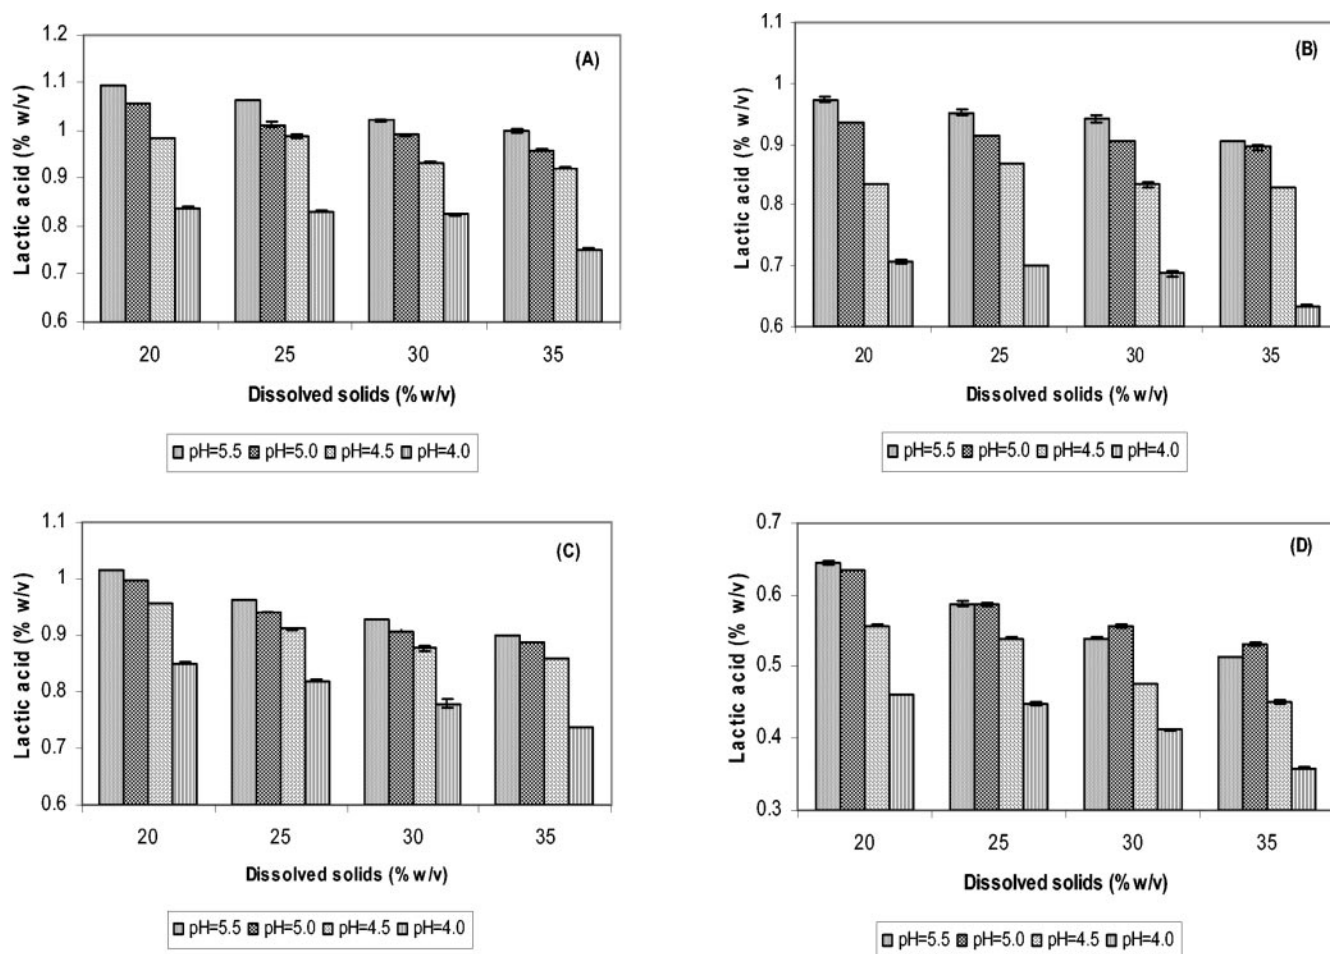 (A)
Lactic acid (% w/v)
1.2
1.1
1
0.9
0.8
0.7
0.6
20 25 30 35
Dissolved solids (% w/v)
pH=5.5 pH=5.0 pH=4.5 pH=4.0
(B)
Lactic acid (% w/v)
1.1
1
0.9
0.8
0.7
0.6
20 25 30 35
Dissolved solids (% w/v)
pH=5.5 pH=5.0 pH=4.5 pH=4.0
(C)
Lactic acid (% w/v)
1.1
1
0.9
0.8
0.7
0.6
20 25 30 35
Dissolved solids (% w/v)
pH=5.5 pH=5.0 pH=4.5 pH=4.0
(D)
Lactic acid (% w/v)
0.7
0.6
0.5
0.4
0.3
20 25 30 35
Dissolved solids (% w/v)
pH=5.5 pH=5.0 pH=4.5 pH=4.0